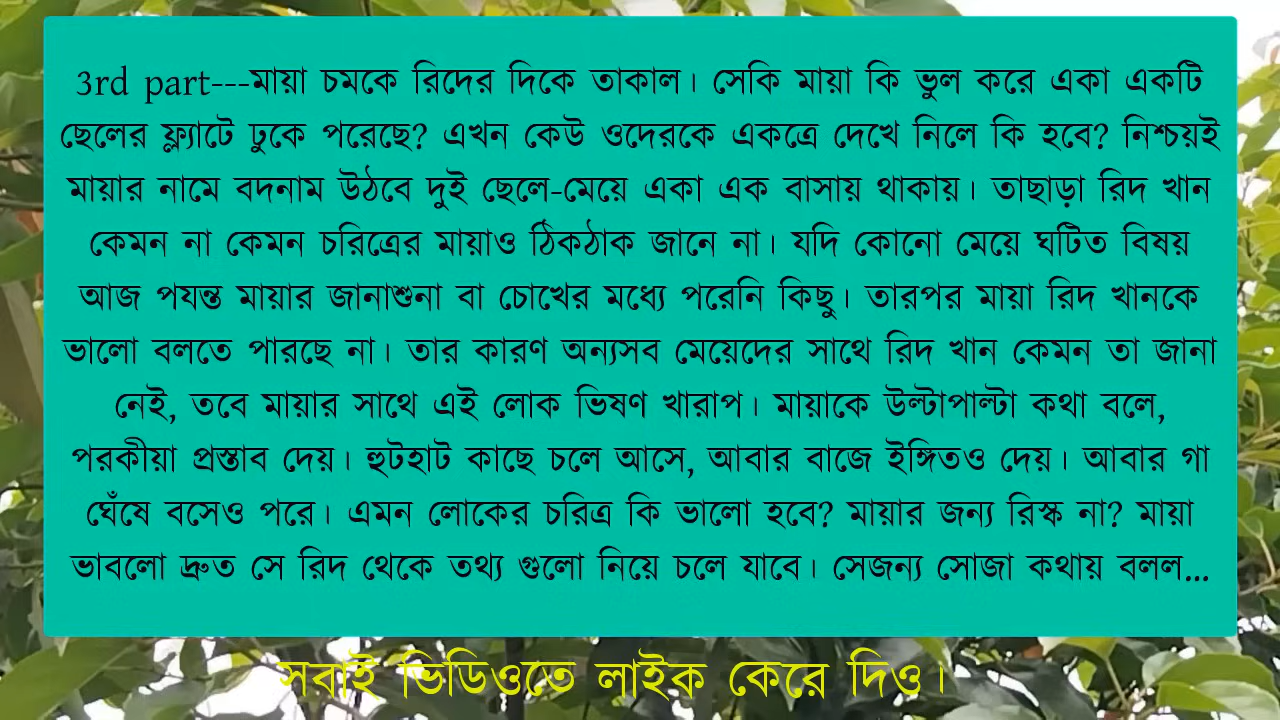 3rd part---মায়া চমকে রিদের দিকে তাকাল। সেকি মায়া কি ভুল করে একা একটি
ছেলের ফ্ল্যাটে ঢুকে পরেছে? এখন কেউ ওদেরকে একত্রে দেখে নিলে কি হবে? নিশ্চয়ই
মায়ার নামে বদনাম উঠবে দুই ছেলে-মেয়ে একা এক বাসায় থাকায়। তাছাড়া রিদ খান
কেমন না কেমন চরিত্রের মায়াও ঠিকঠাক জানে না। যদি কোনো মেয়ে ঘটিত বিষয়
আজ পযন্ত মায়ার জানাশুনা বা চোখের মধ্যে পরেনি কিছু। তারপর মায়া রিদ খানকে
ভালো বলতে পারছে না। তার কারণ অন্যসব মেয়েদের সাথে রিদ খান কেমন তা জানা
নেই, তবে মায়ার সাথে এই লোক ভিষণ খারাপ। মায়াকে উল্টাপাল্টা কথা বলে,
পরকীয়া প্রস্তাব দেয়। হুটহাট কাছে চলে আসে, আবার বাজে ইঙ্গিতও দেয়। আবার গা
ঘেঁষে বসেও পরে। এমন লোকের চরিত্র কি ভালো হবে? মায়ার জন্য রিস্ক না? মায়া
ভাবলো দ্রুত সে রিদ থেকে তথ্য গুলো নিয়ে চলে যাবে। সেজন্য সোজা কথায় বলল...
সবাই ভিডিওতে লাইক কেরে দিও।